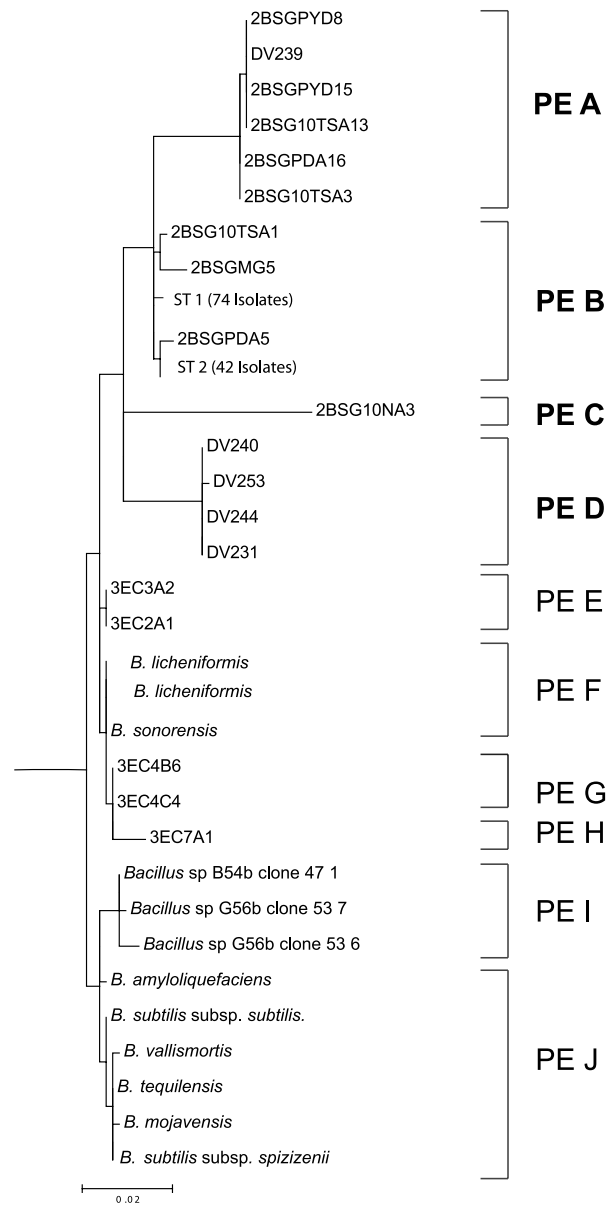 2BSGPYD8
DV239
2BSGPYD15
2BSG10TSA13
2BSGPDA16
2BSG10TSA3
PE A
2BSG10TSA1
2BSGMG5
ST 1 (74 Isolates)
2BSGPDA5
ST 2 (42 Isolates)
PE B
2BSG10NA3
PE C
DV240
DV253
DV244
DV231
PE D
3EC3A2
3EC2A1
PE E
B. licheniformis
B. licheniformis
B. sonorensis
PE F
3EC4B6
3EC4C4
PE G
3EC7A1
PE H
Bacillus sp B54b clone 47 1
Bacillus sp G56b clone 53 7
Bacillus sp G56b clone 53 6
PE I
B. amyloliquefaciens
B. subtilis subsp. subtilis.
B. vallismortis
B. tequilensis
B. mojavensis
B. subtilis subsp. spizizenii
PE J
0.02